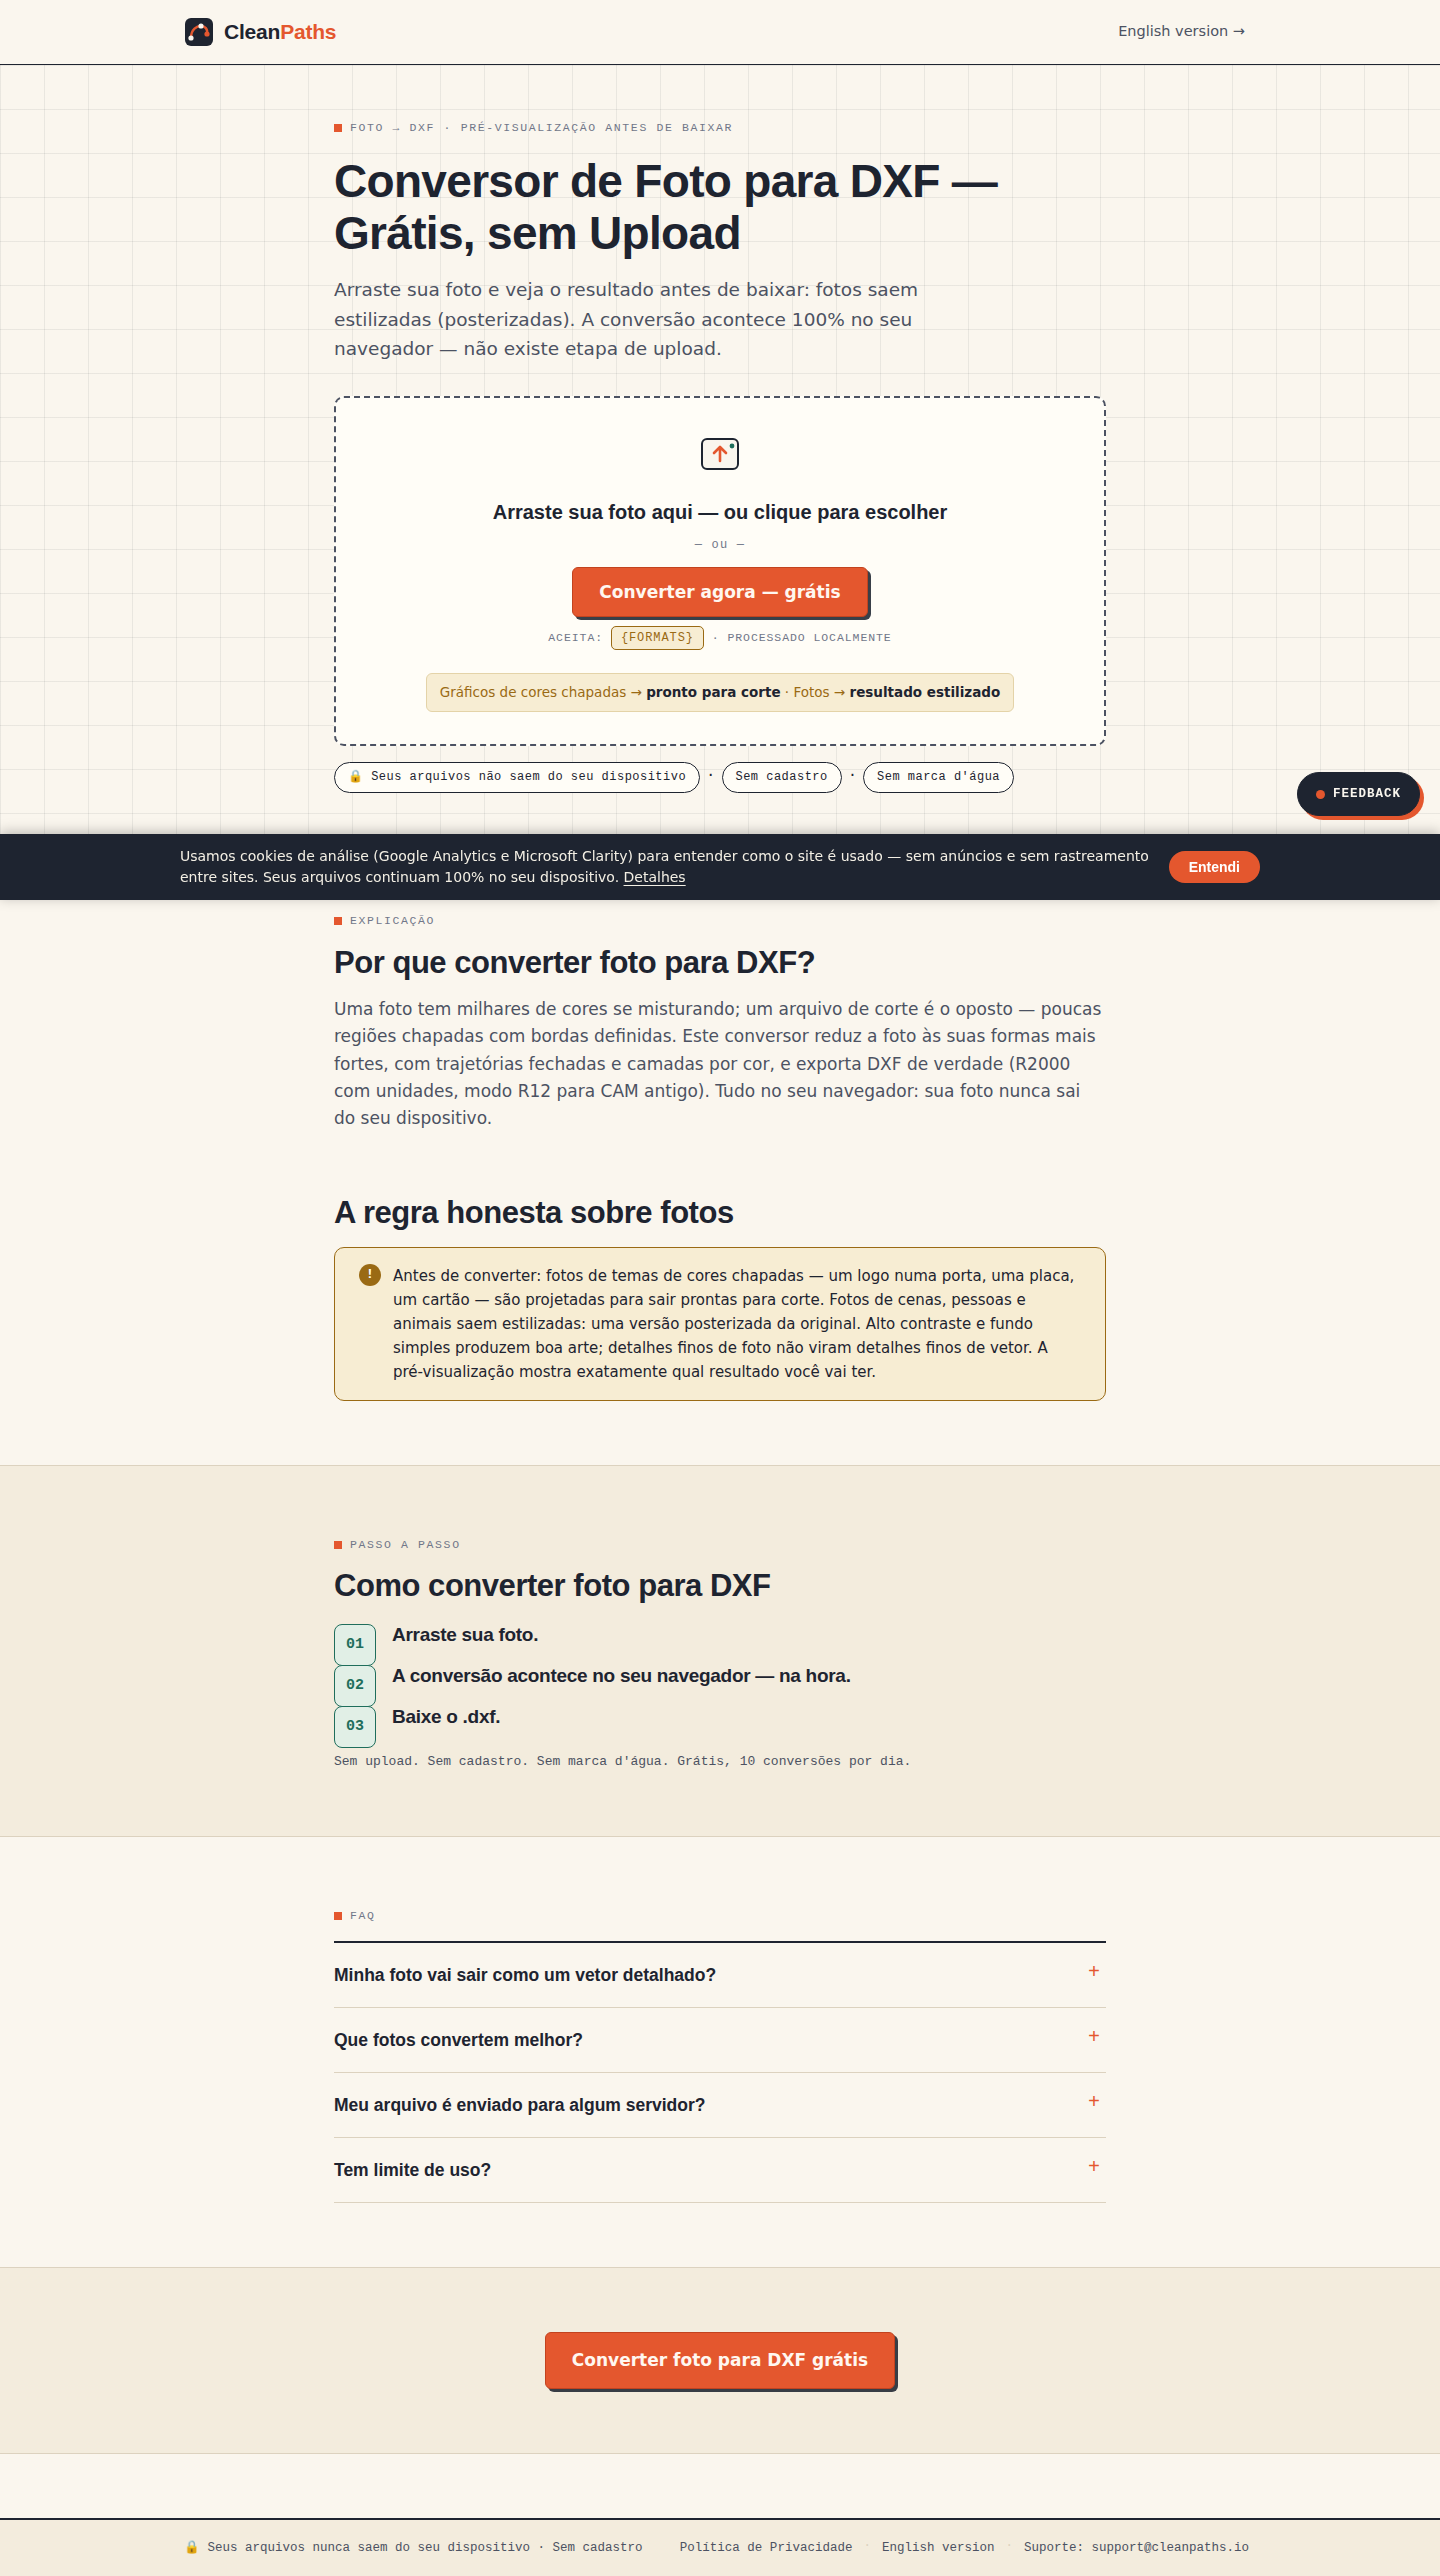 CleanPaths
English version →
FOTO → DXF · PRÉ-VISUALIZAÇÃO ANTES DE BAIXAR
Conversor de Foto para DXF —
Grátis, sem Upload
Arraste sua foto e veja o resultado antes de baixar: fotos saem
estilizadas (posterizadas). A conversão acontece 100% no seu
navegador — não existe etapa de upload.
Arraste sua foto aqui — ou clique para escolher
— ou —
Converter agora — grátis
ACEITA: {FORMATS} · PROCESSADO LOCALMENTE
Gráficos de cores chapadas → pronto para corte · Fotos → resultado estilizado
🔒 Seus arquivos não saem do seu dispositivo · Sem cadastro · Sem marca d'água
FEEDBACK
Usamos cookies de análise (Google Analytics e Microsoft Clarity) para entender como o site é usado — sem anúncios e sem rastreamento
entre sites. Seus arquivos continuam 100% no seu dispositivo. Detalhes
Entendi
EXPLICAÇÃO
Por que converter foto para DXF?
Uma foto tem milhares de cores se misturando; um arquivo de corte é o oposto — poucas
regiões chapadas com bordas definidas. Este conversor reduz a foto às suas formas mais
fortes, com trajetórias fechadas e camadas por cor, e exporta DXF de verdade (R2000
com unidades, modo R12 para CAM antigo). Tudo no seu navegador: sua foto nunca sai
do seu dispositivo.
A regra honesta sobre fotos
! Antes de converter: fotos de temas de cores chapadas — um logo numa porta, uma placa,
um cartão — são projetadas para sair prontas para corte. Fotos de cenas, pessoas e
animais saem estilizadas: uma versão posterizada da original. Alto contraste e fundo
simples produzem boa arte; detalhes finos de foto não viram detalhes finos de vetor. A
pré-visualização mostra exatamente qual resultado você vai ter.
PASSO A PASSO
Como converter foto para DXF
01 Arraste sua foto.
02 A conversão acontece no seu navegador — na hora.
03 Baixe o .dxf.
Sem upload. Sem cadastro. Sem marca d'água. Grátis, 10 conversões por dia.
FAQ
Minha foto vai sair como um vetor detalhado? +
Que fotos convertem melhor? +
Meu arquivo é enviado para algum servidor? +
Tem limite de uso? +
Converter foto para DXF grátis
🔒 Seus arquivos nunca saem do seu dispositivo · Sem cadastro Política de Privacidade · English version · Suporte: support@cleanpaths.io